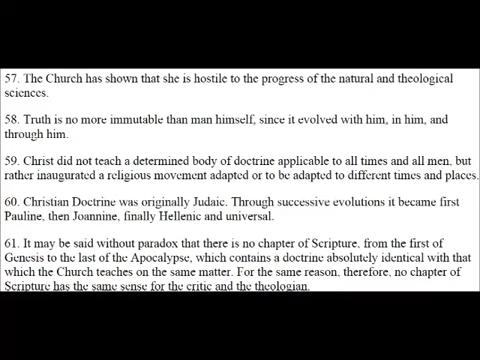 57. The Church has shown that she is hostile to the progress of the natural and theological
sciences.
58. Truth is no more immutable than man himself, since it evolved with him, in him, and
through him.
59. Christ did not teach a determined body of doctrine applicable to all times and all men, but
rather inaugurated a religious movement adapted or to be adapted to different times and places.
60. Christian Doctrine was originally Judaic. Through successive evolutions it became first
Pauline, then Joannine, finally Hellenic and universal.
61. It may be said without paradox that there is no chapter of Scripture, from the first of
Genesis to the last of the Apocalypse, which contains a doctrine absolutely identical with that
which the Church teaches on the same matter. For the same reason, therefore, no chapter of
Scripture has the same sense for the critic and the theologian.